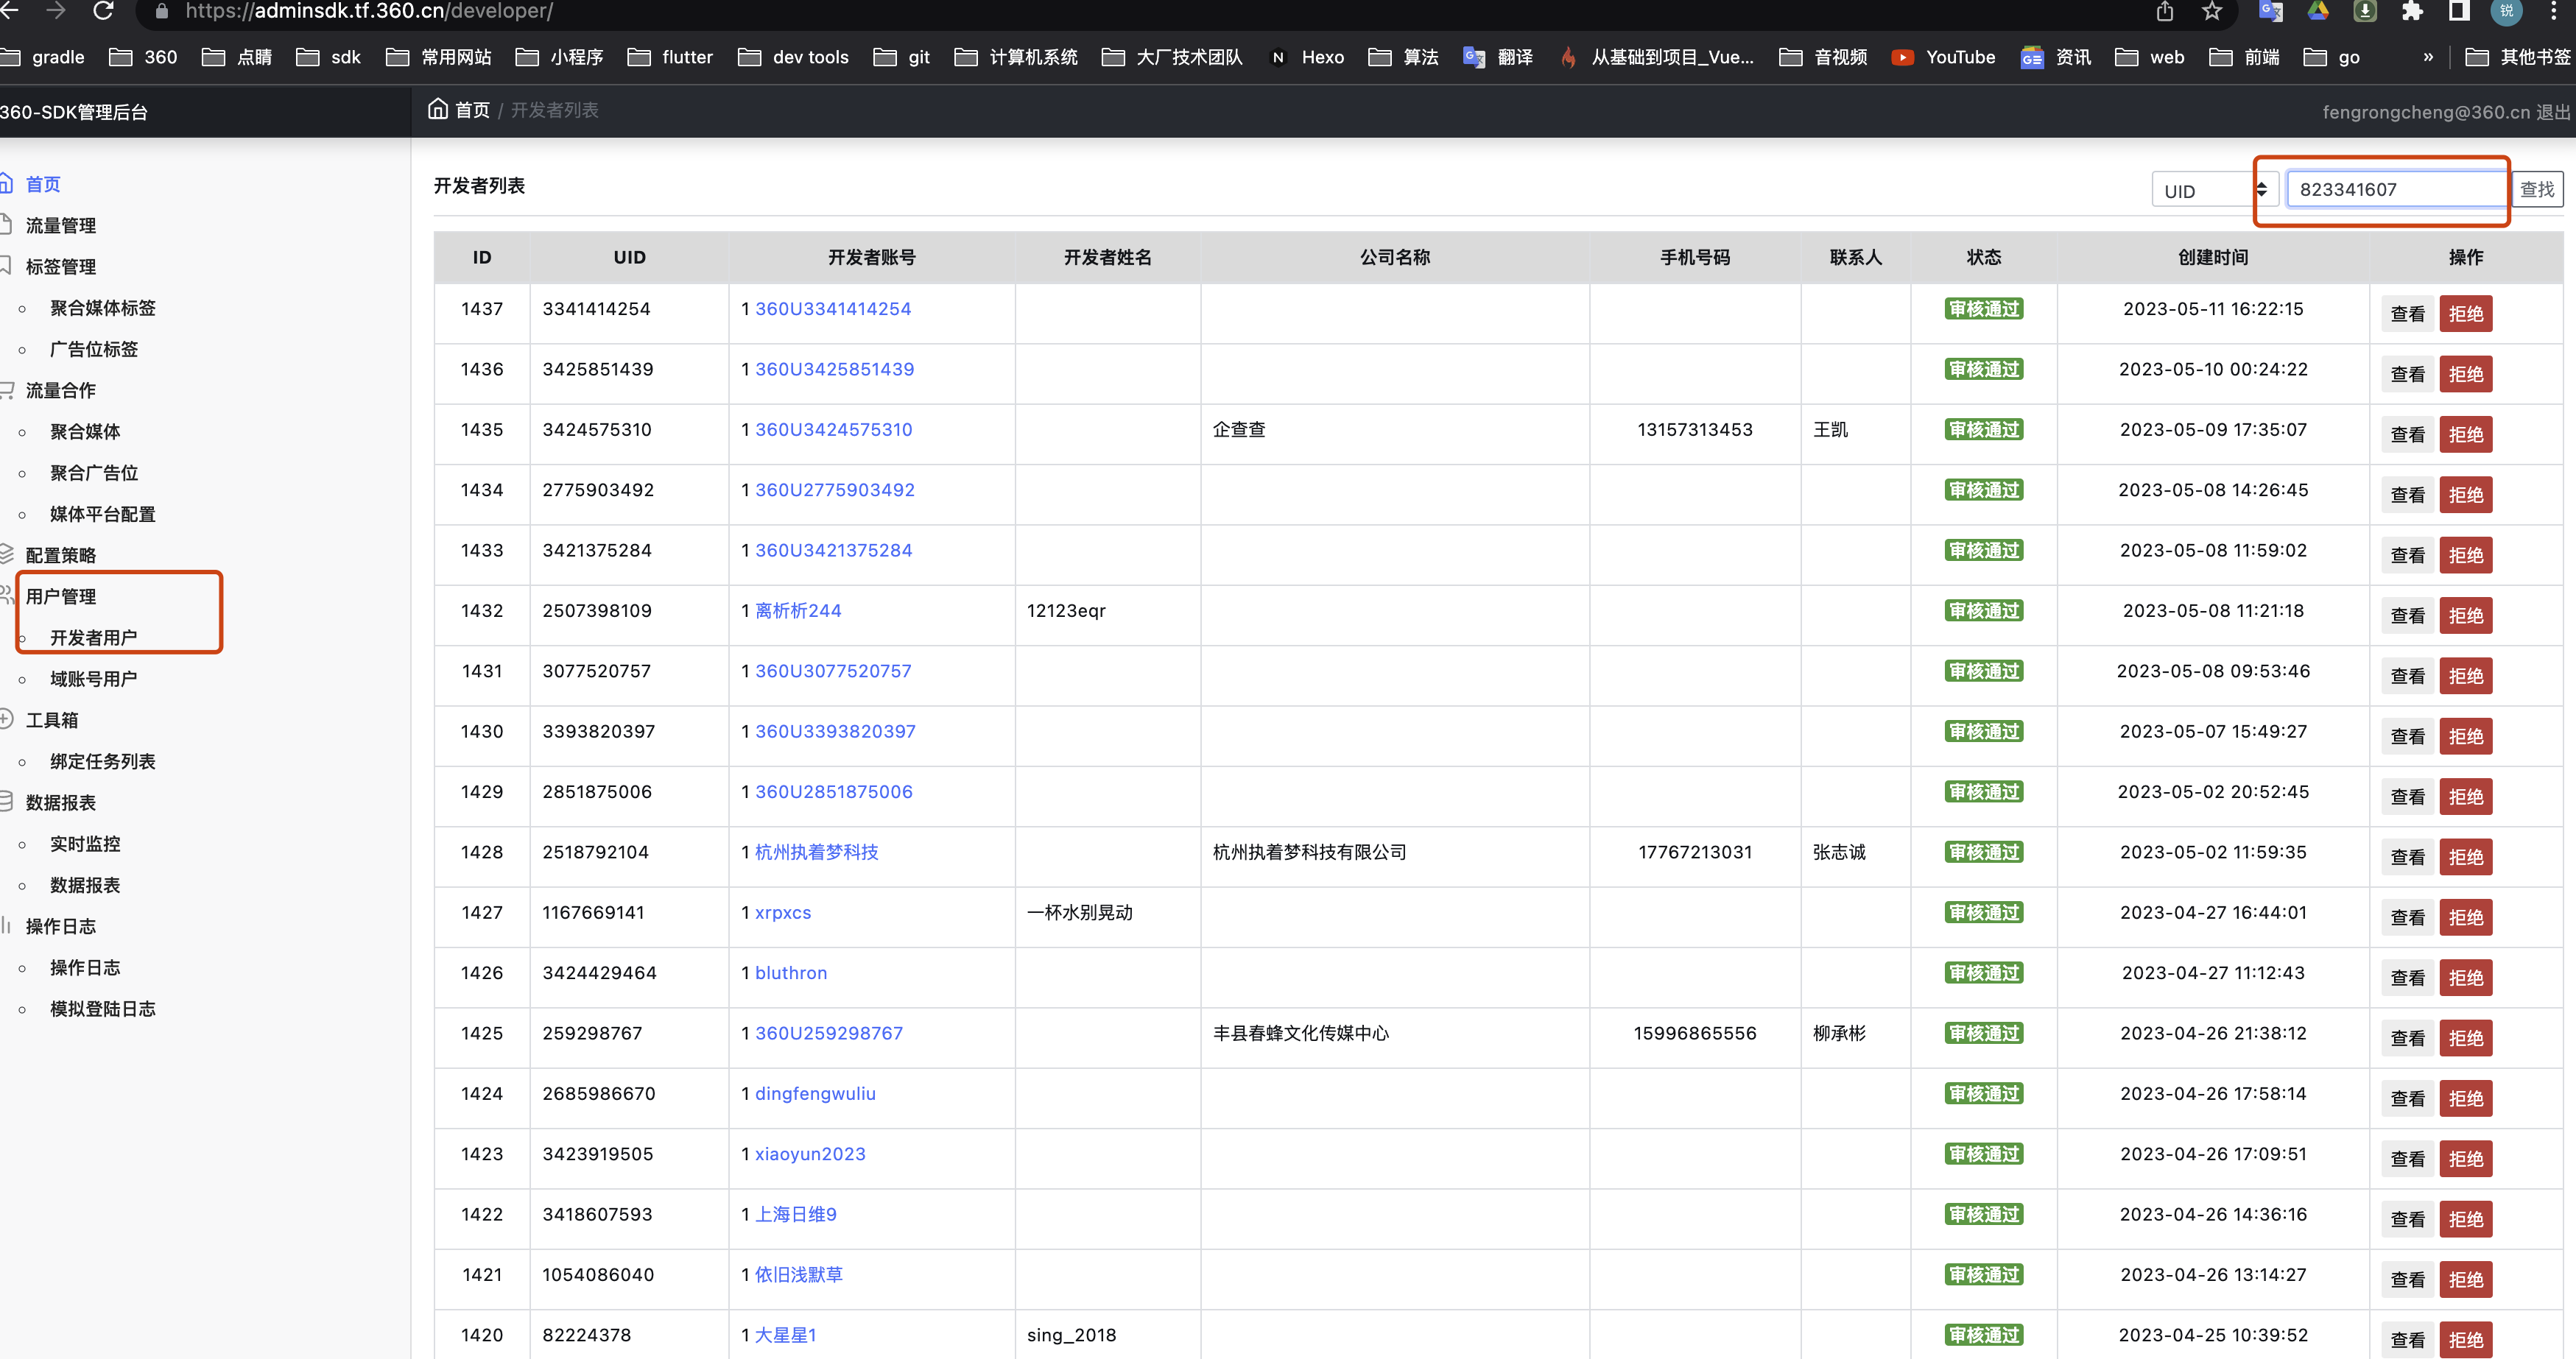 https://adminsdk.tf.360.cn/developer/
锐
gradle 360 点睛 sdk 常用网站 小程序 flutter dev tools git 计算机系统 大厂技术团队 N Hexo 算法 翻译 从基础到项目_Vue... 音视频 YouTube 资讯 web 前端 go » 其他书签
360-SDK管理后台
首页 / 开发者列表
fengrongcheng@360.cn 退出
首页
流量管理
标签管理
聚合媒体标签
广告位标签
流量合作
聚合媒体
聚合广告位
媒体平台配置
配置策略
用户管理
开发者用户
域账号用户
工具箱
绑定任务列表
数据报表
实时监控
数据报表
操作日志
操作日志
模拟登陆日志
开发者列表
UID 823341607 查找
ID UID 开发者账号 开发者姓名 公司名称 手机号码 联系人 状态 创建时间 操作
1437 3341414254 1 360U3341414254 审核通过 2023-05-11 16:22:15 查看 拒绝
1436 3425851439 1 360U3425851439 审核通过 2023-05-10 00:24:22 查看 拒绝
1435 3424575310 1 360U3424575310 企查查 13157313453 王凯 审核通过 2023-05-09 17:35:07 查看 拒绝
1434 2775903492 1 360U2775903492 审核通过 2023-05-08 14:26:45 查看 拒绝
1433 3421375284 1 360U3421375284 审核通过 2023-05-08 11:59:02 查看 拒绝
1432 2507398109 1 离析析244 12123eqr 审核通过 2023-05-08 11:21:18 查看 拒绝
1431 3077520757 1 360U3077520757 审核通过 2023-05-08 09:53:46 查看 拒绝
1430 3393820397 1 360U3393820397 审核通过 2023-05-07 15:49:27 查看 拒绝
1429 2851875006 1 360U2851875006 审核通过 2023-05-02 20:52:45 查看 拒绝
1428 2518792104 1 杭州执着梦科技 杭州执着梦科技有限公司 17767213031 张志诚 审核通过 2023-05-02 11:59:35 查看 拒绝
1427 1167669141 1 xrpxcs 一杯水别晃动 审核通过 2023-04-27 16:44:01 查看 拒绝
1426 3424429464 1 bluthron 审核通过 2023-04-27 11:12:43 查看 拒绝
1425 259298767 1 360U259298767 丰县春蜂文化传媒中心 15996865556 柳承彬 审核通过 2023-04-26 21:38:12 查看 拒绝
1424 2685986670 1 dingfengwuliu 审核通过 2023-04-26 17:58:14 查看 拒绝
1423 3423919505 1 xiaoyun2023 审核通过 2023-04-26 17:09:51 查看 拒绝
1422 3418607593 1 上海日维9 审核通过 2023-04-26 14:36:16 查看 拒绝
1421 1054086040 1 依旧浅默草 审核通过 2023-04-26 13:14:27 查看 拒绝
1420 82224378 1 大星星1 sing_2018 审核通过 2023-04-25 10:39:52 查看 拒绝